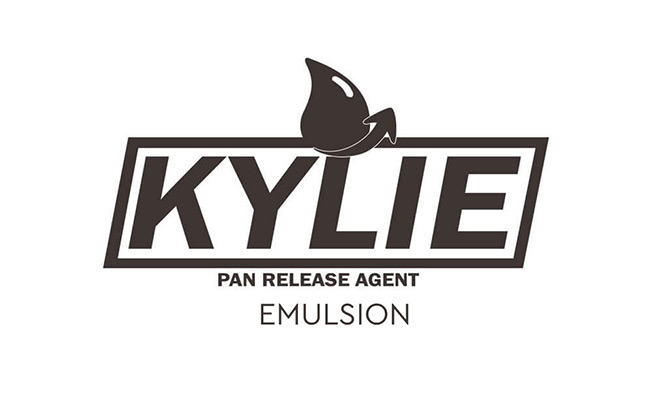 KYLIE
PAN RELEASE AGENT
EMULSION